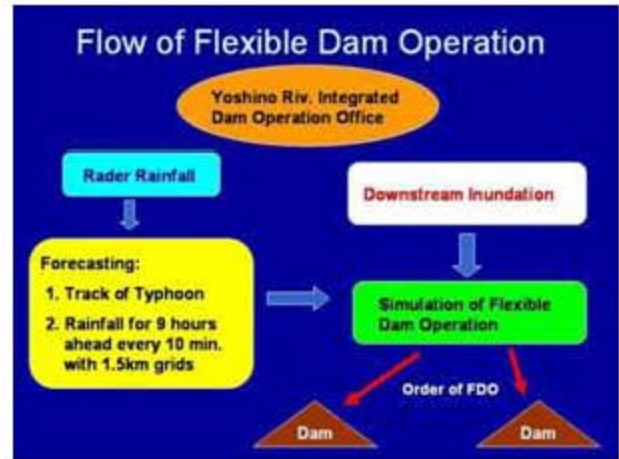 Flow of Flexible Dam Operation
Yoshino Riv. Integrated
Dam Operation Office
Rader Rainfall
Downstream Inundation
Forecasting:
1. Track of Typhoon
2. Rainfall for 9 hours
ahead every 10 min.
with 1.5km grids
Simulation of Flexible
Dam Operation
Order of FDO
Dam
Dam